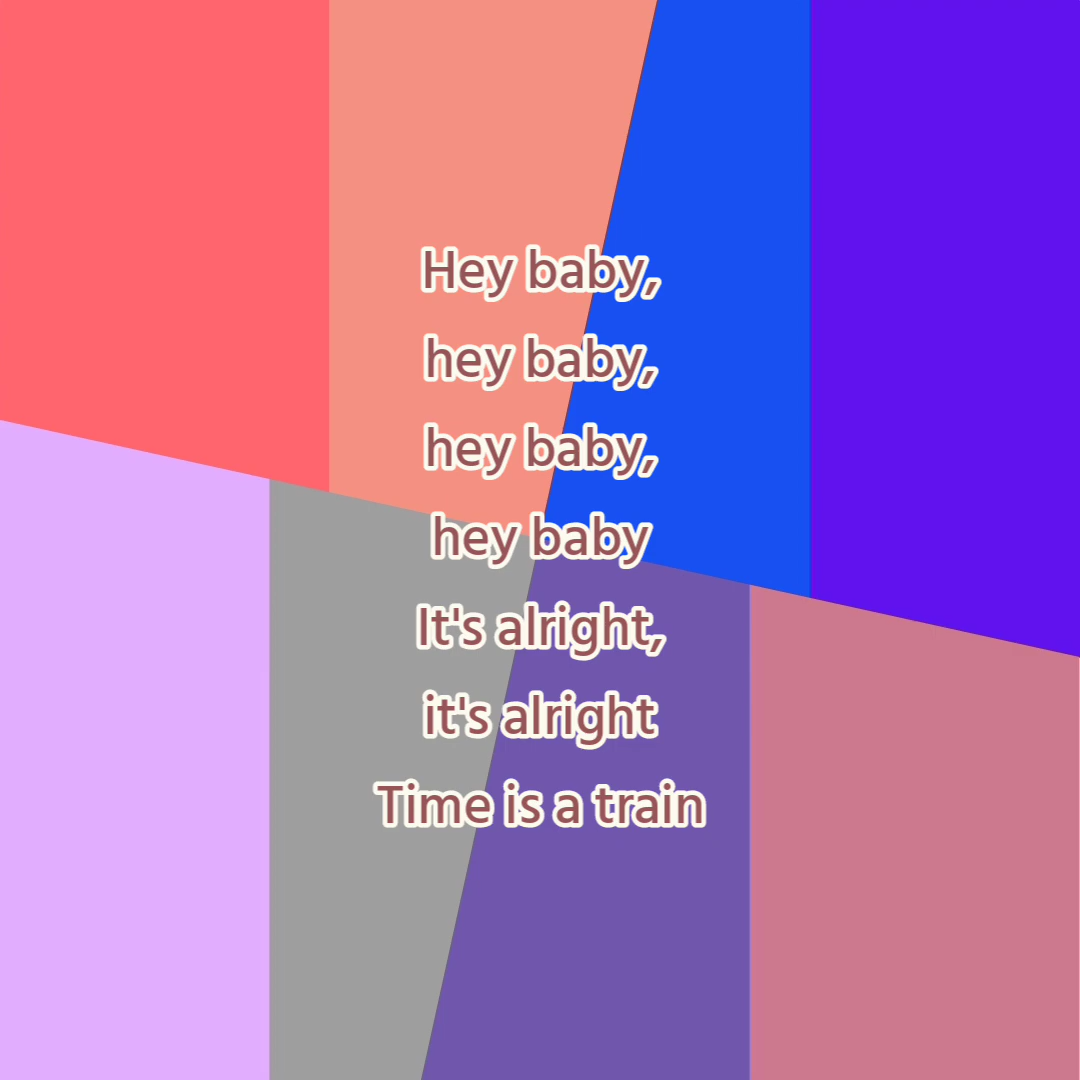 Hey baby,
hey baby,
hey baby,
hey baby
It's alright,
it's alright
Time is a train